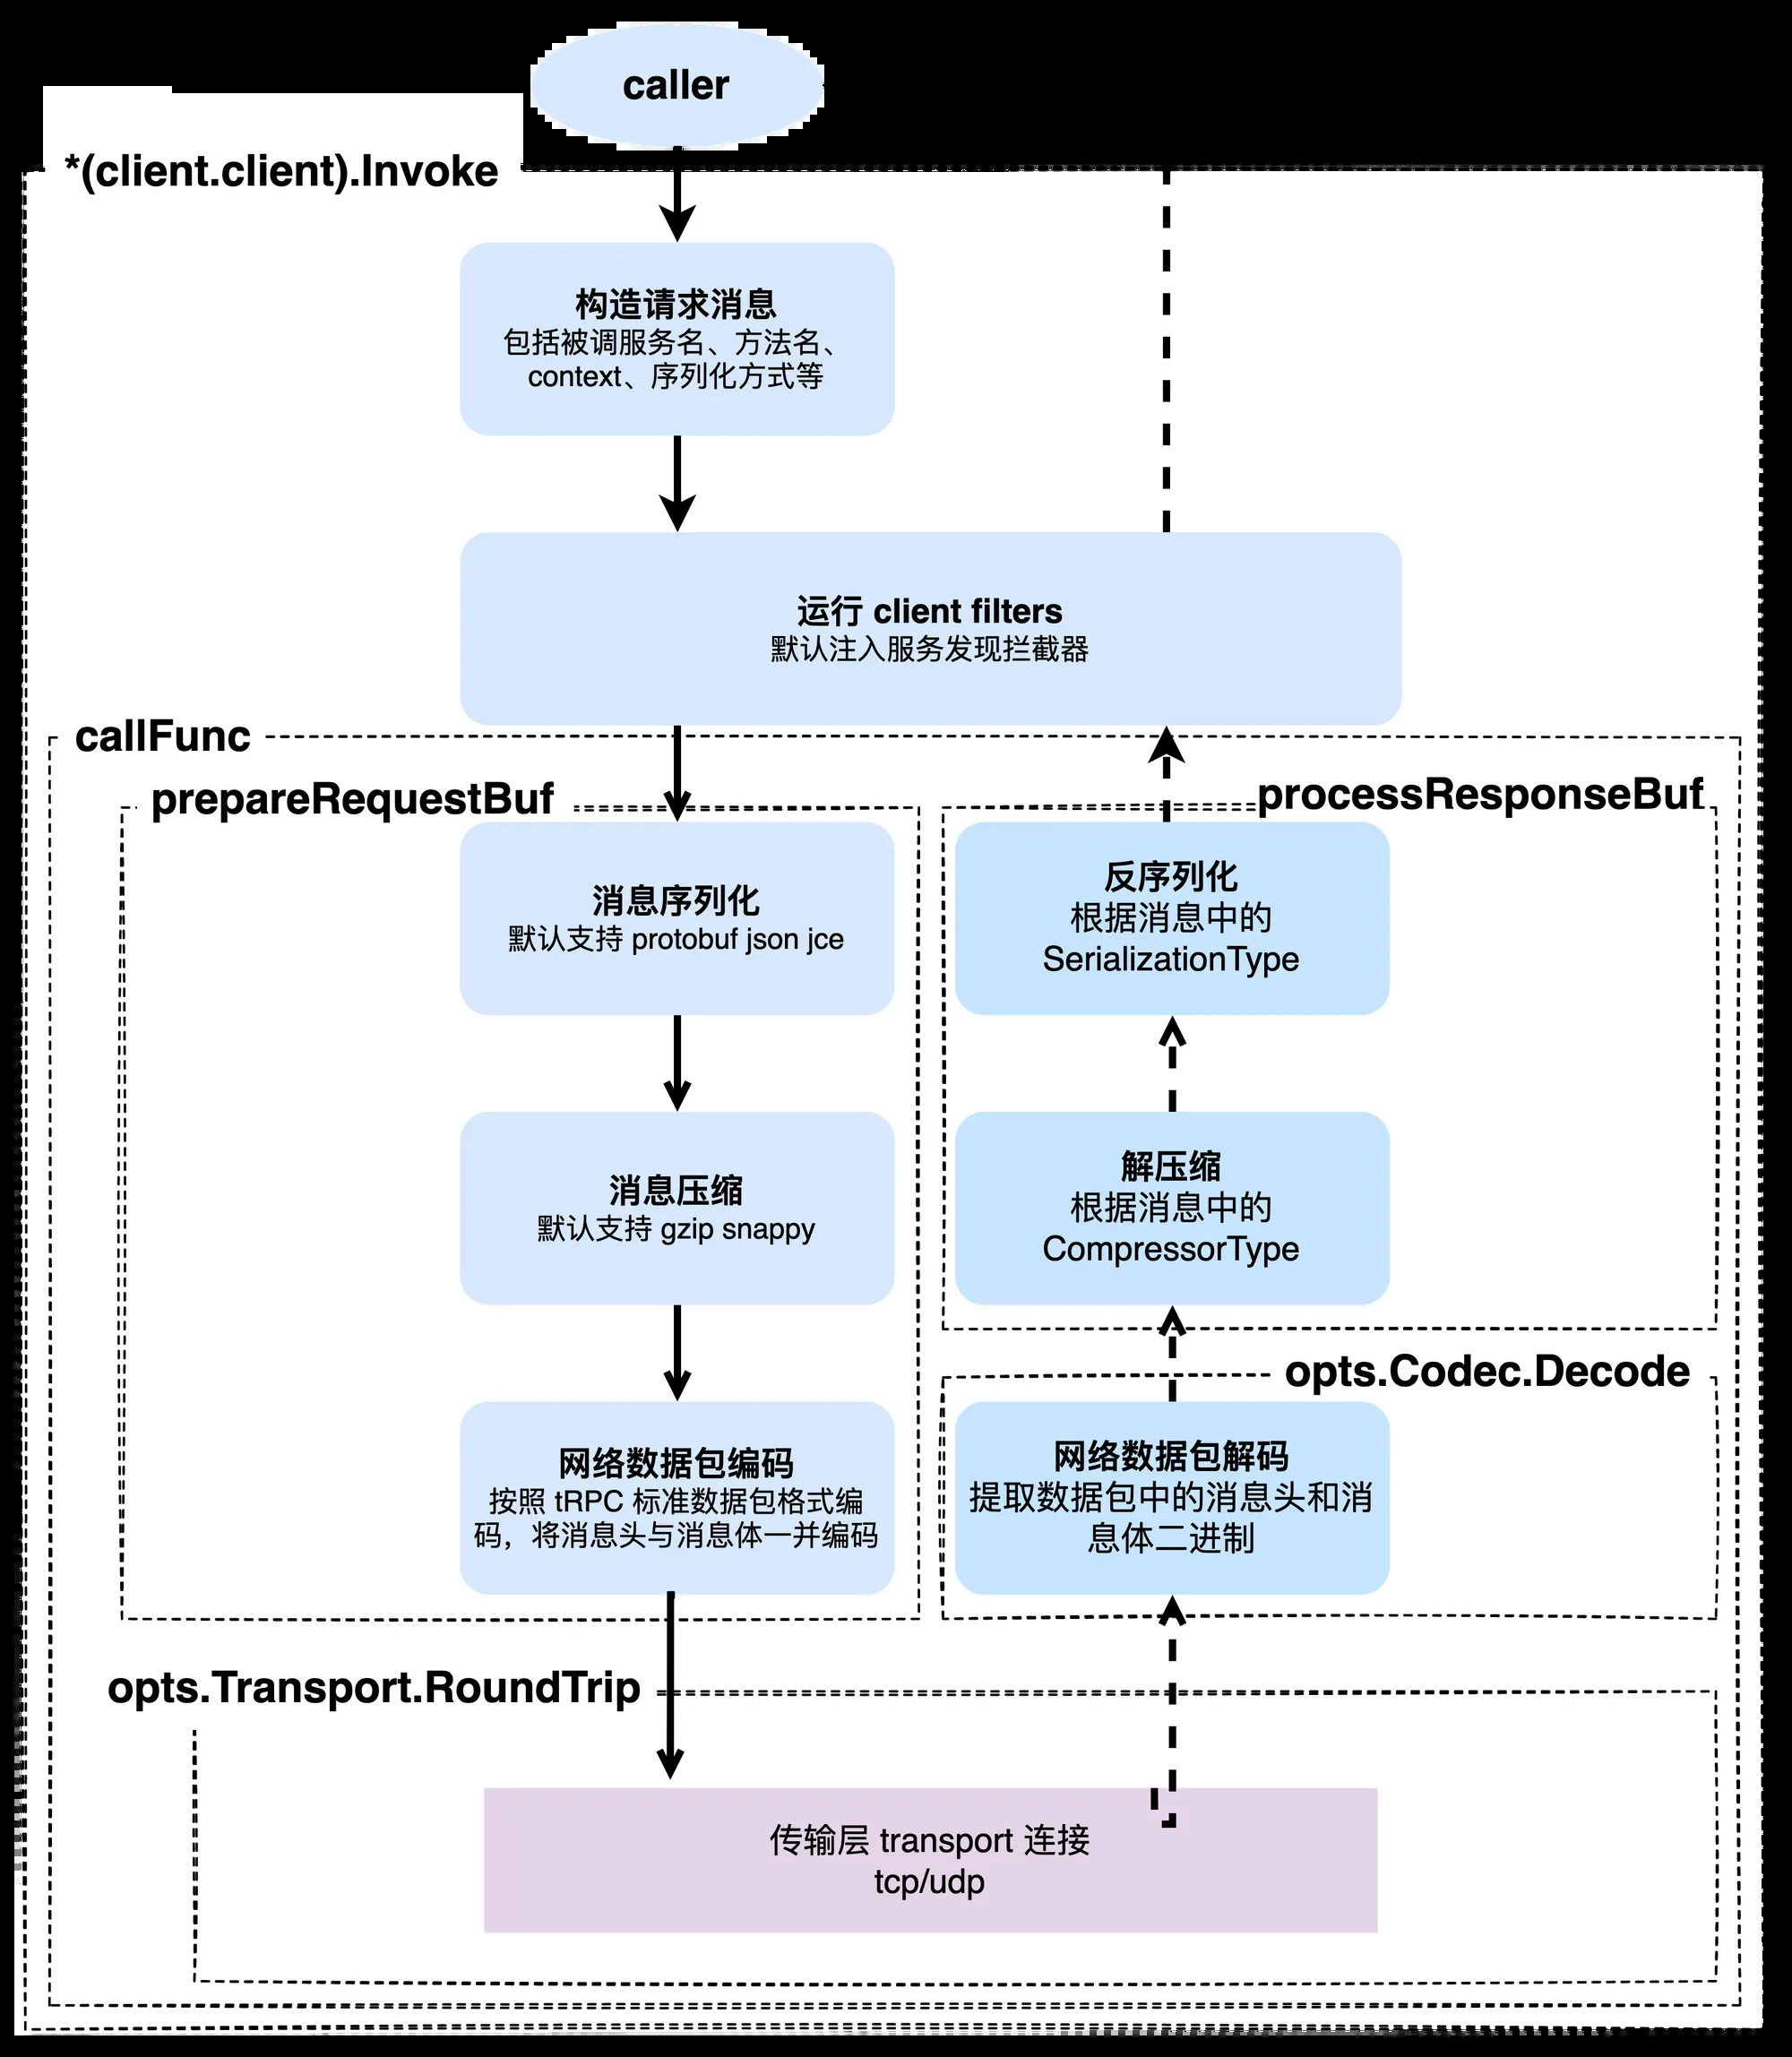 caller
*(client.client).Invoke
构造请求消息
包括被调服务名、方法名、
context、序列化方式等
运行 client filters
默认注入服务发现拦截器
callFunc
prepareRequestBuf
消息序列化
默认支持 protobuf json jce
消息压缩
默认支持 gzip snappy
网络数据包编码
按照 tRPC 标准数据包格式编
码，将消息头与消息体一并编码
processResponseBuf
反序列化
根据消息中的
SerializationType
解压缩
根据消息中的
CompressorType
opts.Codec.Decode
网络数据包解码
提取数据包中的消息头和消
息体二进制
opts.Transport.RoundTrip
传输层 transport 连接
tcp/udp